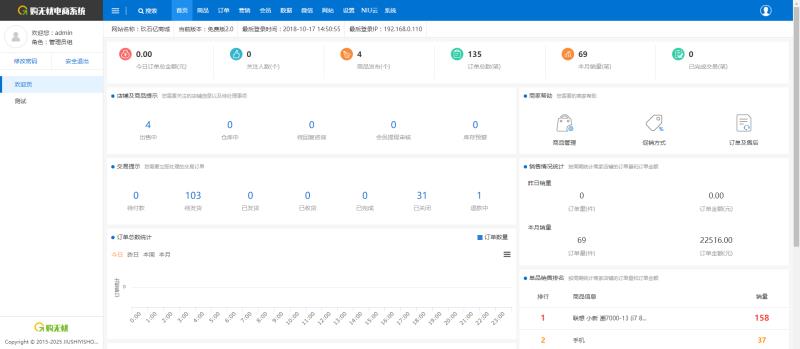 购无忧电商系统
搜索 首页 商品 订单 营销 会员 数据 微信 网站 设置 NIU云 系统
欢迎您：admin
角色：管理员组
修改密码 安全退出
欢迎页
测试
网站名称：玖石亿商城 当前版本：免费版2.0 最后登录时间：2018-10-17 14:50:55 最后登录IP：192.168.0.110
0.00 0 4 135 69 0
今日订单总金额(元) 关注人数(个) 商品发布(个) 订单总数(笔) 本月销量(笔) 已完成交易(笔)
店铺及商品提示 您需要关注的店铺信息以及待处理事项
4 0 0 0 0
出售中 仓库中 待回复咨询 会员提现审核 库存预警
商家帮助 您需要的商家帮助
商品管理 促销方式 订单及售后
交易提示 您需要立即处理的交易订单
0 103 0 0 0 31 1
待付款 待发货 已发货 已收货 已完成 已关闭 退款中
销售情况统计 按周期统计商家店铺的订单量和订单金额
昨日销量
0 0.00
订单量(件) 订单金额(元)
本月销量
69 22516.00
订单量(件) 订单金额(元)
订单总数统计 订单数量
今日 昨日 本周 本月
订单数量
0
0:00 1:00 2:00 3:00 4:00 5:00 6:00 7:00 8:00 9:00 10:00 11:00 12:00 13:00 14:00 15:00 16:00 17:00 18:00 19:00 20:00 21:00 22:00 23:00
单品销售排名 按周期统计商家店铺的订单量和订单金额
排行 商品信息 销量
1 联想 小新 潮7000-13 (i7 8... 158
2 手机 37
购无忧
Copyright © 2015-2025 JIUSHIYISHO...